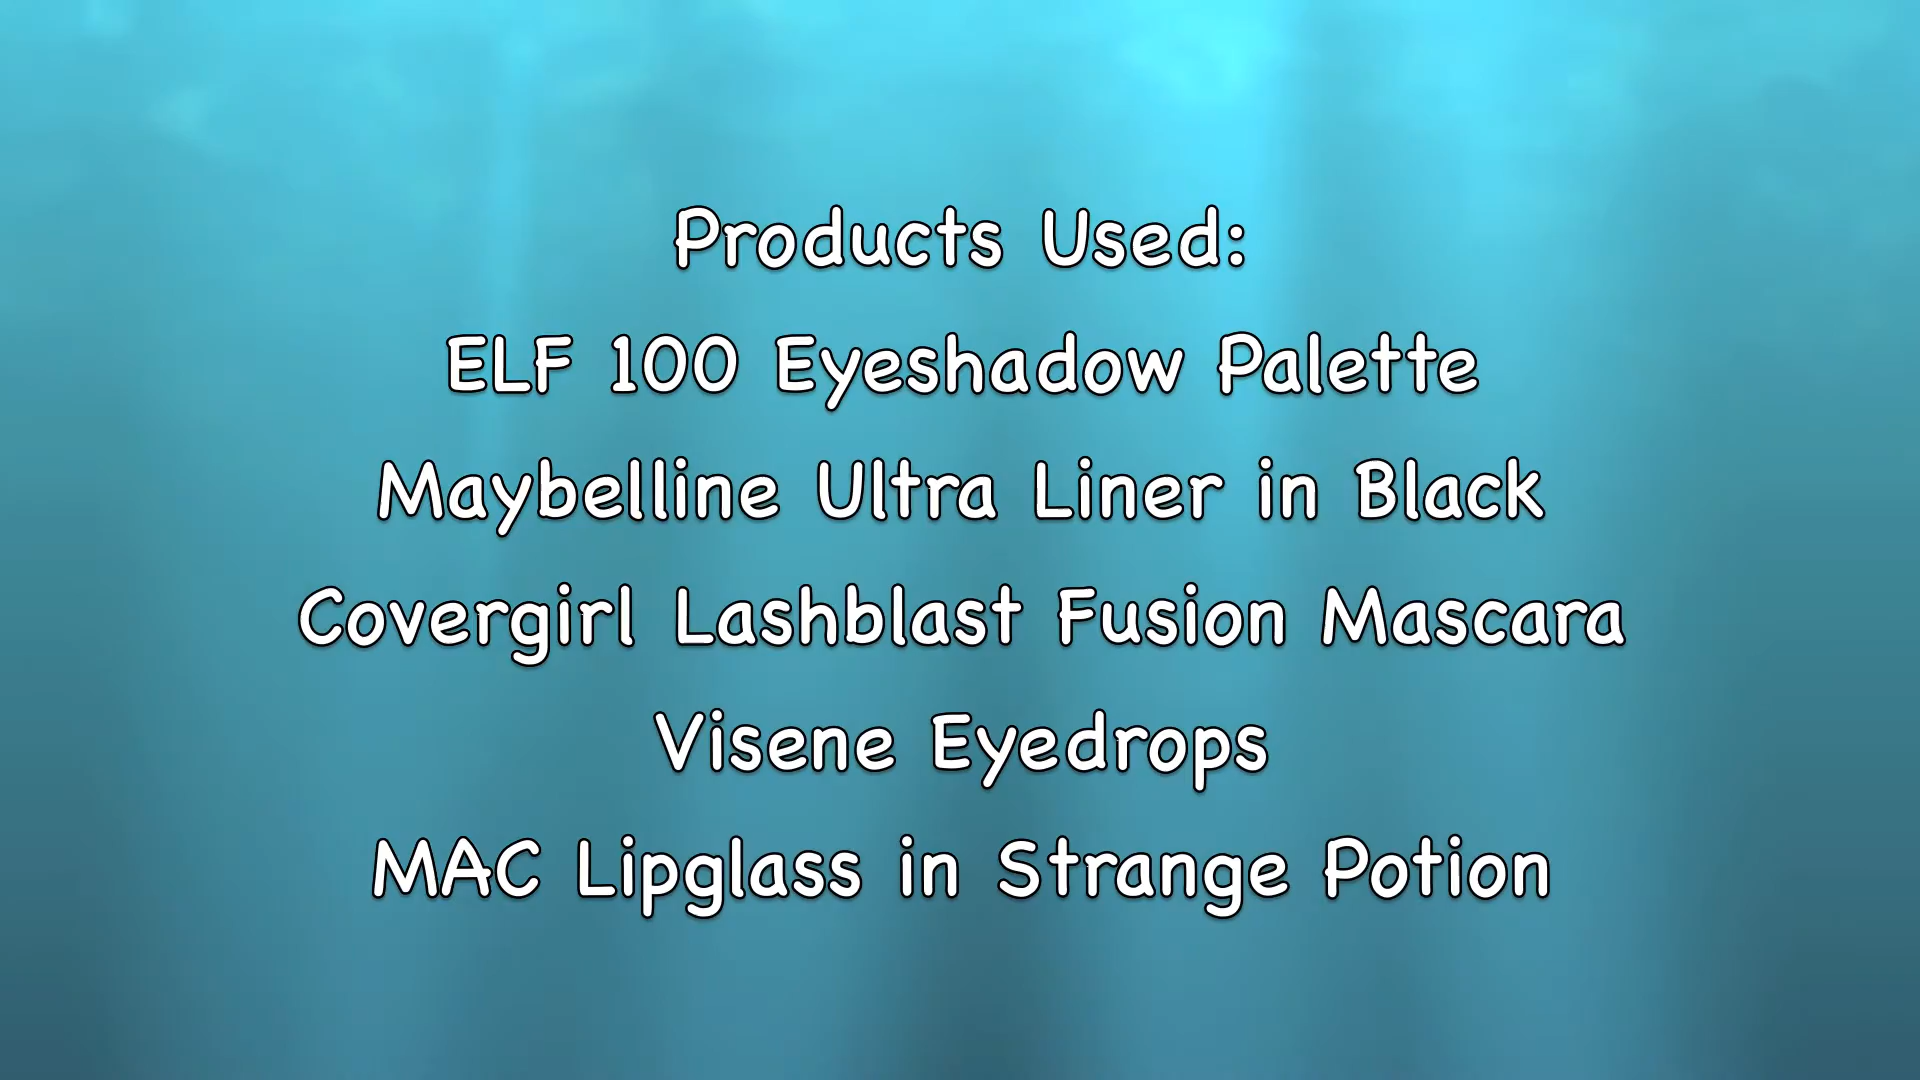 Products Used:
ELF 100 Eyeshadow Palette
Maybelline Ultra Liner in Black
Covergirl Lashblast Fusion Mascara
Visene Eyedrops
MAC Lipglass in Strange Potion